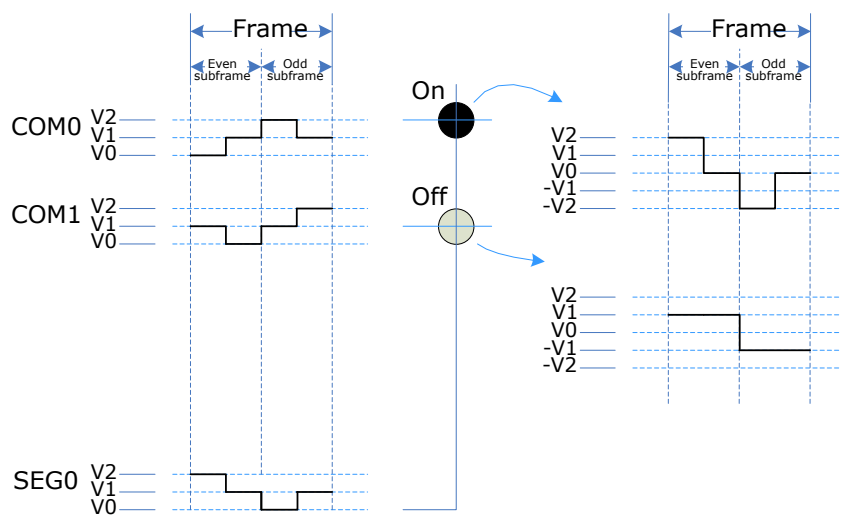 Frame
Even subframe
Odd subframe
COM0
V2
V1
V0
COM1
V2
V1
V0
SEG0
V2
V1
V0
On
Off
Frame
Even subframe
Odd subframe
V2
V1
V0
-V1
-V2
V2
V1
V0
-V1
-V2